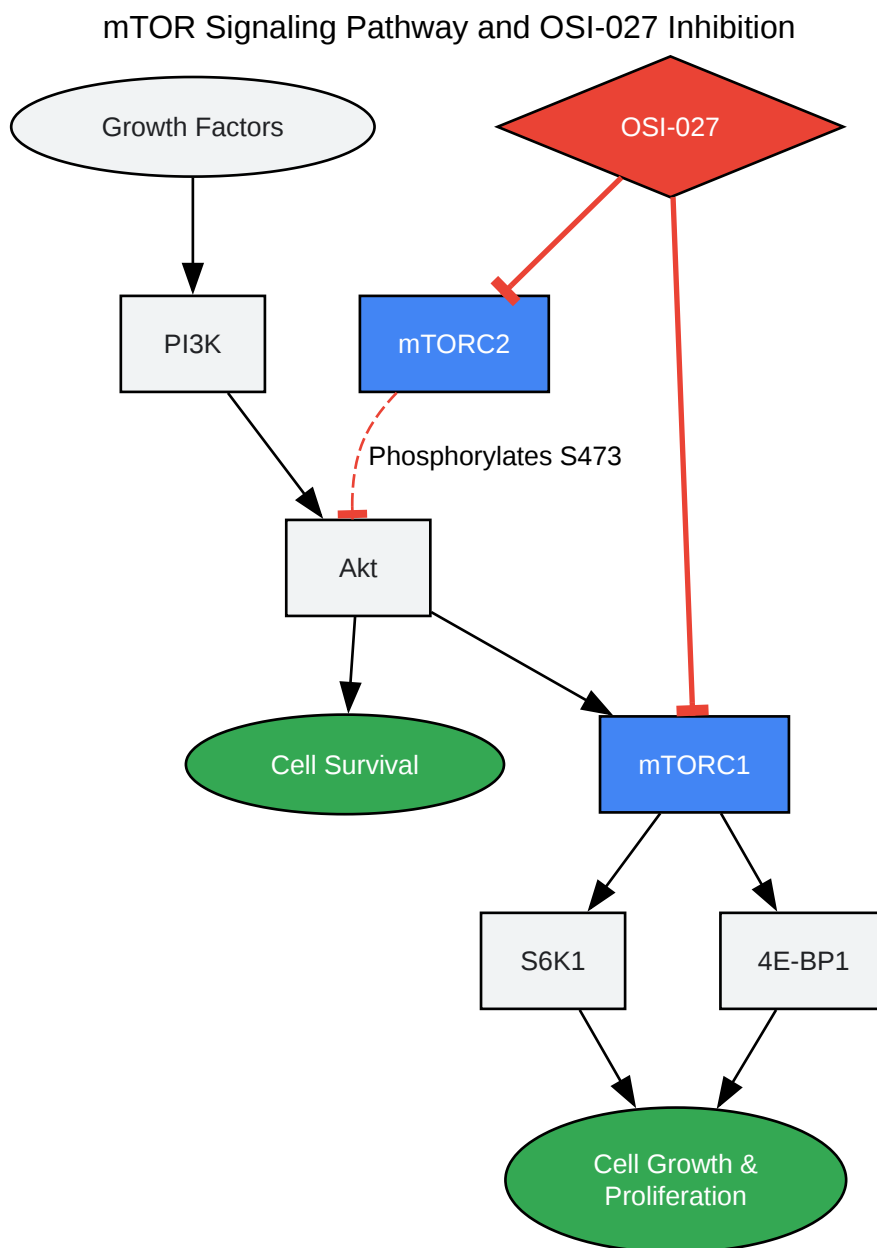 mTOR Signaling Pathway and OSI-027 Inhibition
Growth Factors
OSI-027
PI3K
mTORC2
Phosphorylates S473
Akt
Cell Survival
mTORC1
S6K1
4E-BP1
Cell Growth &
Proliferation